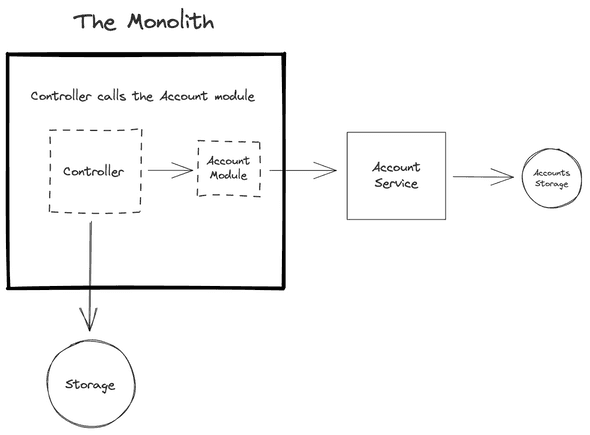 The Monolith
Controller calls the Account module
Controller
Account
Module
Account
Service
Accounts
Storage
Storage